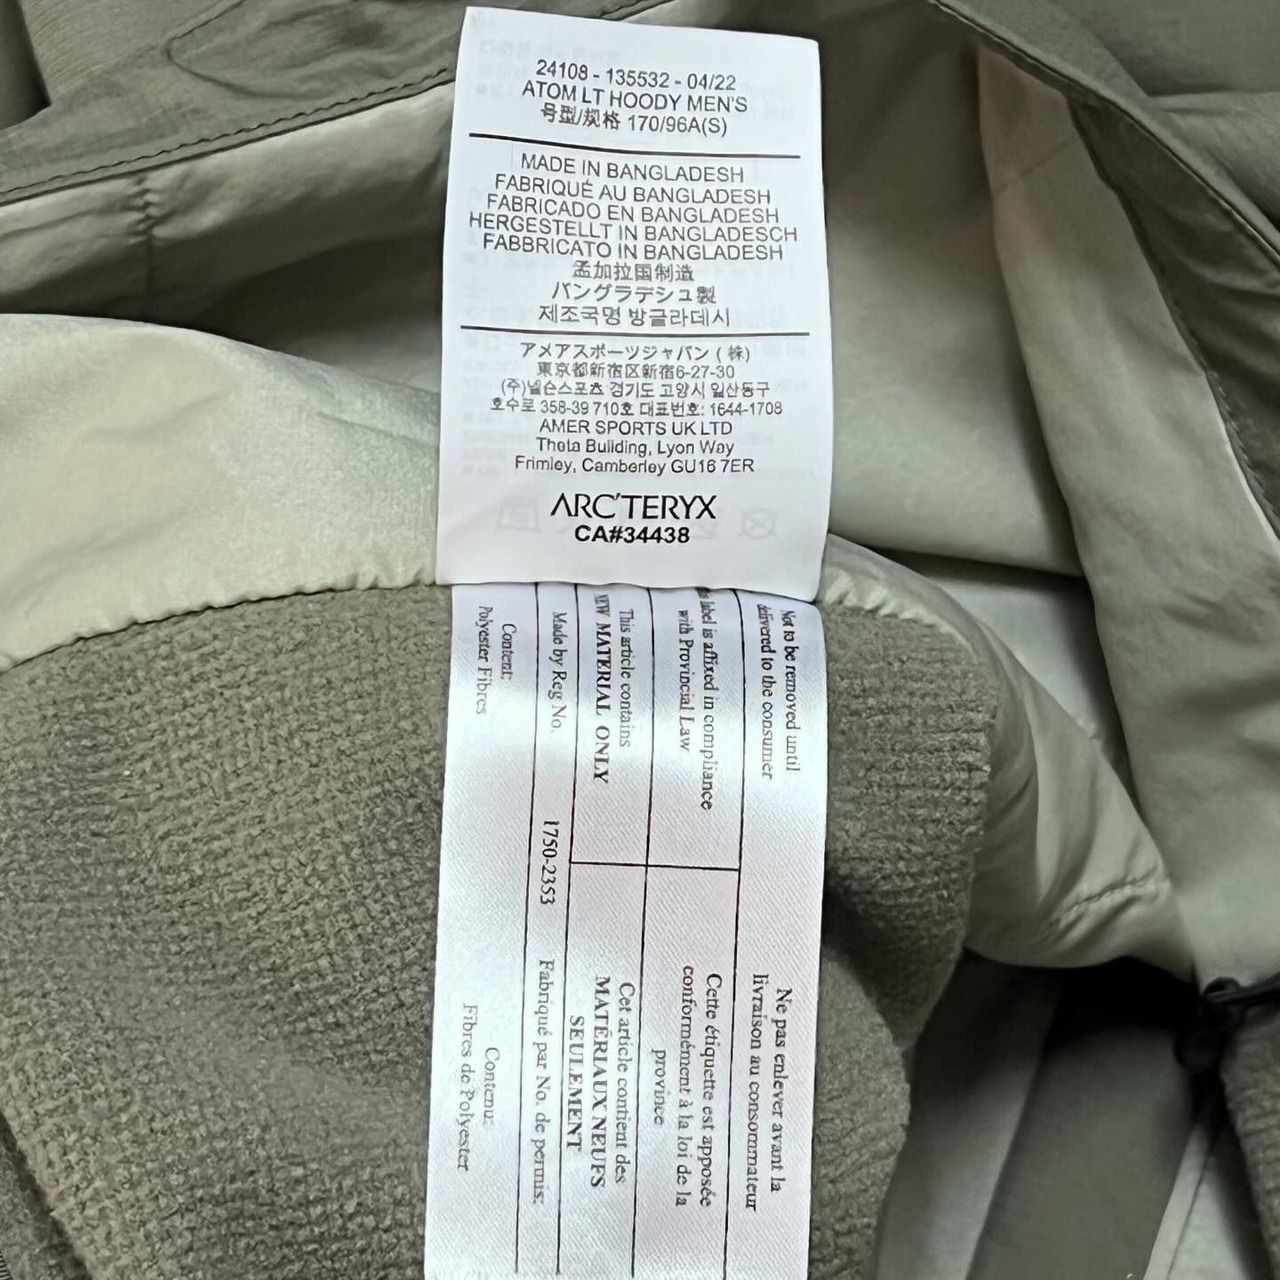 24108 - 135532 - 04/22
ATOM LT HOODY MEN'S
号型/规格 170/96A(S)
MADE IN BANGLADESH
FABRIQUÉ AU BANGLADESH
FABRICADO EN BANGLADESH
HERGESTELLT IN BANGLADESCH
FABBRICATO IN BANGLADESH
孟加拉国制造
バングラデシュ製
제조국명 방글라데시
アメアスポーツジャパン (株)
東京都新宿区新宿6-27-30
(주)넬슨스포츠 경기도 고양시 일산동구
호수로 358-39 710호 대표번호: 1644-1708
AMER SPORTS UK LTD
Theta Building, Lyon Way
Frimley, Camberley GU16 7ER
ARC'TERYX
CA#34438
Not to be removed until
delivered to the consumer
Ne pas enlever avant la
livraison au consommateur
label is affixed in compliance
with Provincial Law
Cette étiquette est apposée
conformément à la loi de la
province
This article contains
NEW MATERIAL ONLY
Cet article contient des
MATÉRIAUX NEUFS
SEULEMENT
Made by Reg No. 1750-2353 Fabriqué par No. de permis:
Content:
Polyester Fibres
Contenu:
Fibres de Polyester